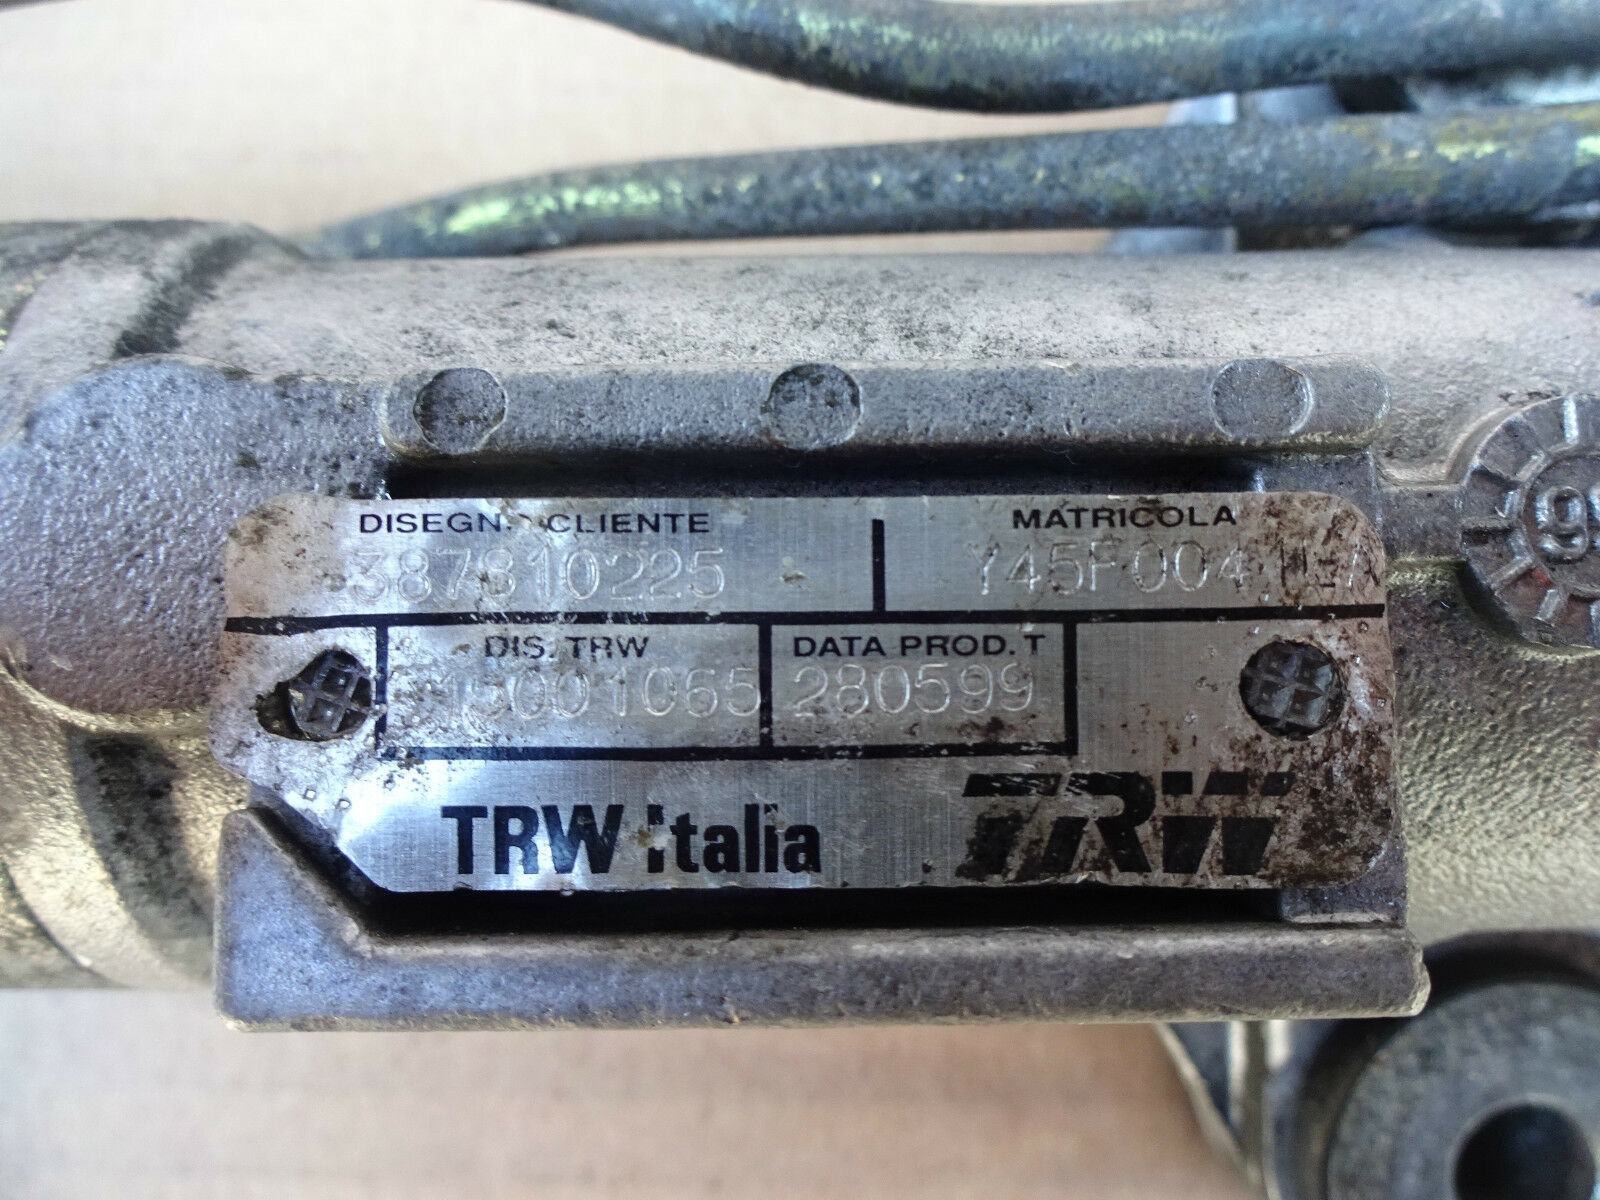 DISEGNO CLIENTE MATRICOLA
387810225
DIS. TRW DATA PROD. T
280599
TRW Italia TRW